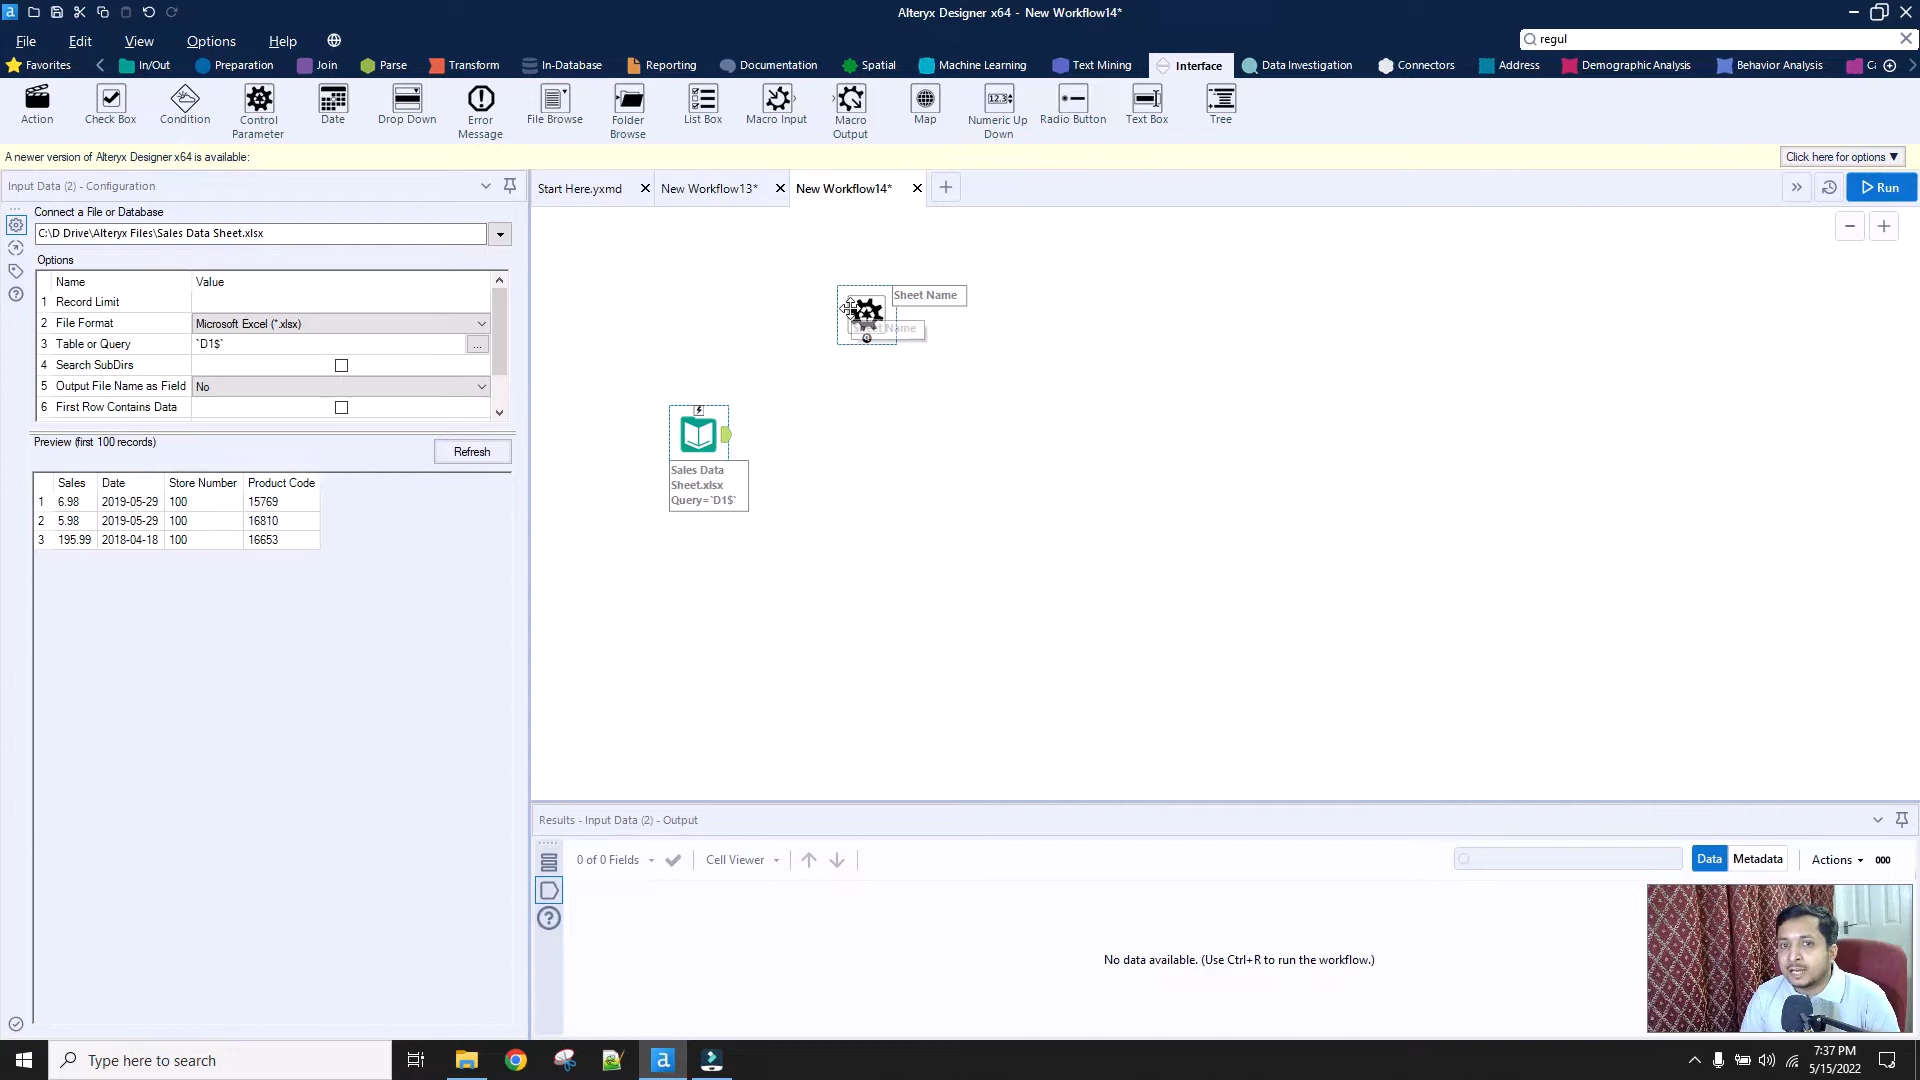 Alteryx Designer x64 - New Workflow14*
File Edit View Options Help
regul
Favorites In/Out Preparation Join Parse Transform In-Database Reporting Documentation Spatial Machine Learning Text Mining Interface Data Investigation Connectors Address Demographic Analysis Behavior Analysis Ca
Action Check Box Condition Control Parameter Date Drop Down Error Message File Browse Folder Browse List Box Macro Input Macro Output Map Numeric Up Down Radio Button Text Box Tree
A newer version of Alteryx Designer x64 is available:
Click here for options ▼
Input Data (2) - Configuration
Start Here.yxmd New Workflow13* New Workflow14*
Run
Connect a File or Database
C:\D Drive\Alteryx Files\Sales Data Sheet.xlsx
Options
Name Value
1 Record Limit
2 File Format Microsoft Excel (*.xlsx)
3 Table or Query `D1$` ...
4 Search SubDirs
5 Output File Name as Field No
6 First Row Contains Data
Preview (first 100 records)
Refresh
Sales Date Store Number Product Code
1 6.98 2019-05-29 100 15769
2 5.98 2019-05-29 100 16810
3 195.99 2018-04-18 100 16653
Sheet Name
Sheet Name
Sales Data
Sheet.xlsx
Query=`D1$`
Results - Input Data (2) - Output
0 of 0 Fields Cell Viewer
Data Metadata Actions 000
No data available. (Use Ctrl+R to run the workflow.)
Type here to search
7:37 PM
5/15/2022